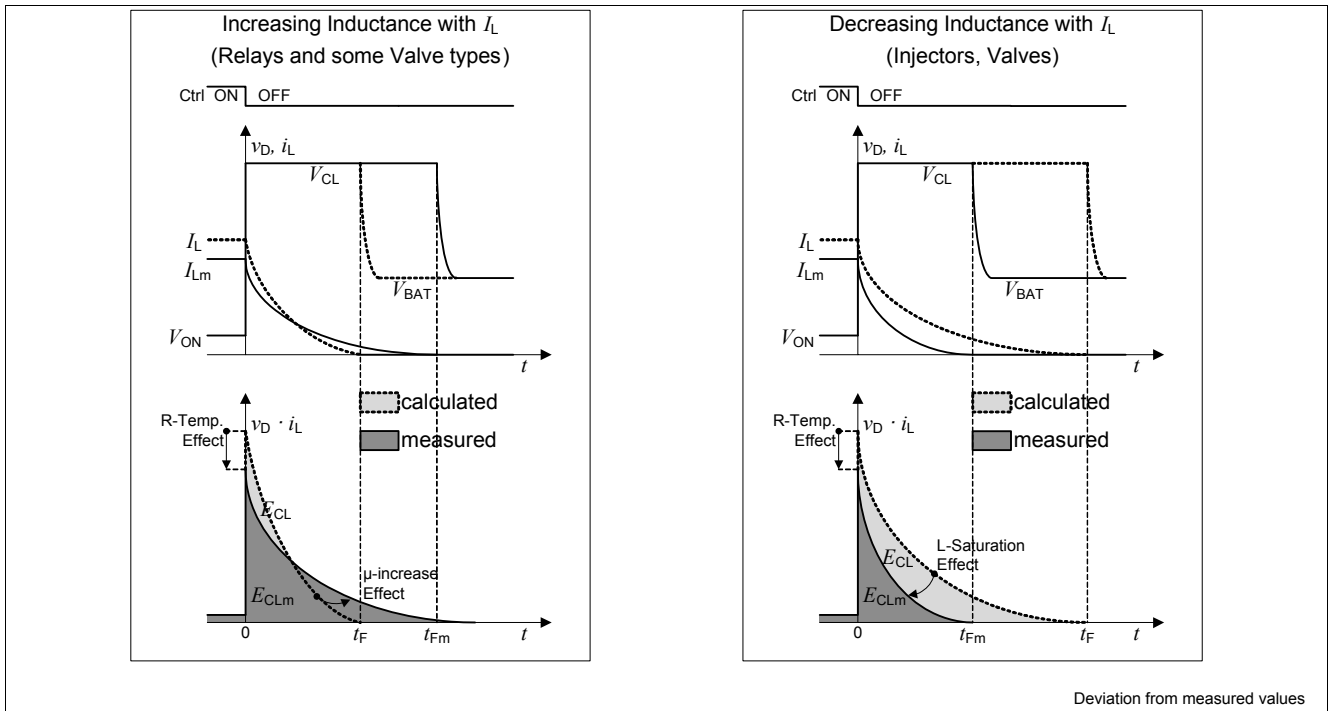 Increasing Inductance with IL
(Relays and some Valve types)
Ctrl ON OFF
vD, iL
VCL
IL
ILm
VBAT
VON
t
calculated
measured
R-Temp.
Effect
vD · iL
ECL
µ-increase
Effect
ECLm
0
tF
tFm
t
Decreasing Inductance with IL
(Injectors, Valves)
Ctrl ON OFF
vD, iL
VCL
IL
ILm
VBAT
VON
t
calculated
measured
R-Temp.
Effect
vD · iL
L-Saturation
Effect
ECL
ECLm
0
tFm
tF
t
Deviation from measured values